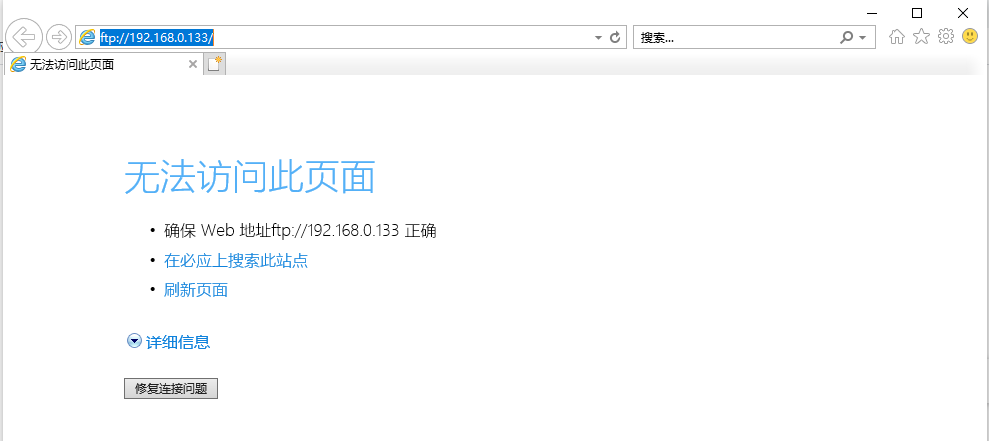 ftp://192.168.0.133/
搜索...
无法访问此页面
无法访问此页面
确保 Web 地址ftp://192.168.0.133 正确
在必应上搜索此站点
刷新页面
详细信息
修复连接问题